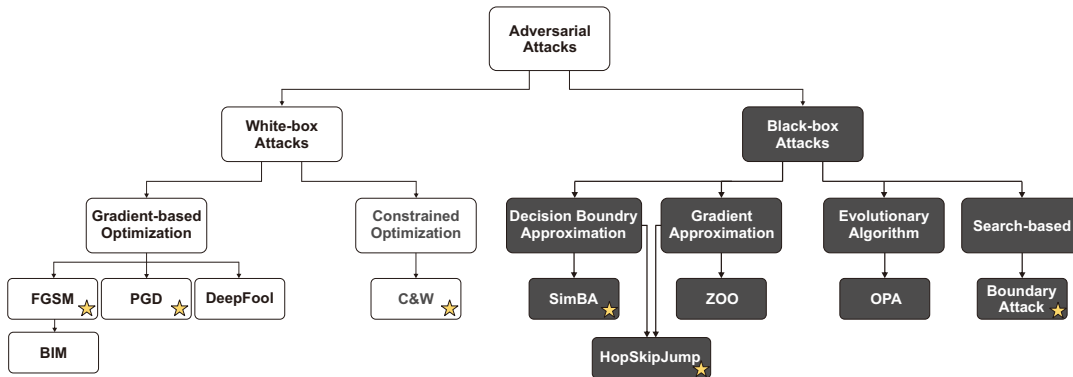 Adversarial
Attacks
White-box
Attacks
Black-box
Attacks
Gradient-based
Optimization
Constrained
Optimization
Decision Boundry
Approximation
Gradient
Approximation
Evolutionary
Algorithm
Search-based
FGSM
PGD
DeepFool
C&W
SimBA
ZOO
OPA
Boundary
Attack
BIM
HopSkipJump